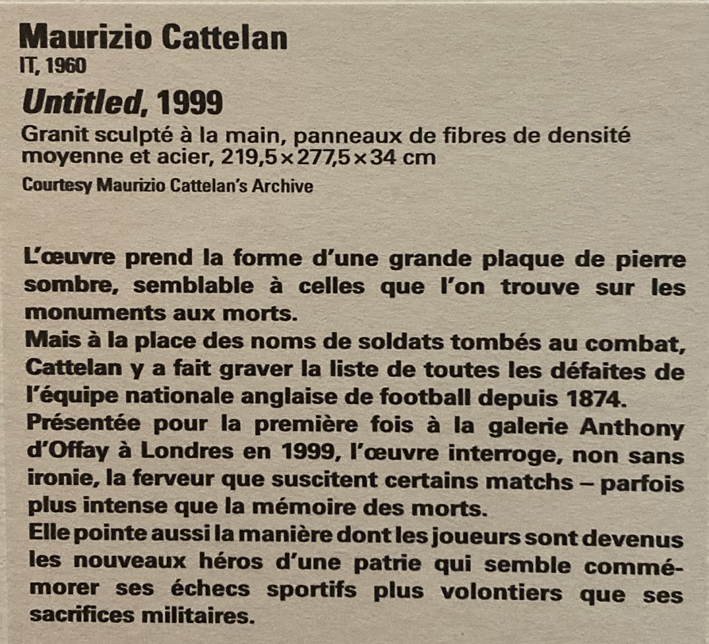 Maurizio Cattelan
IT, 1960
Untitled, 1999
Granit sculpté à la main, panneaux de fibres de densité
moyenne et acier, 219,5×277,5×34 cm
Courtesy Maurizio Cattelan's Archive
L'œuvre prend la forme d'une grande plaque de pierre
sombre, semblable à celles que l'on trouve sur les
monuments aux morts.
Mais à la place des noms de soldats tombés au combat,
Cattelan y a fait graver la liste de toutes les défaites de
l'équipe nationale anglaise de football depuis 1874.
Présentée pour la première fois à la galerie Anthony
d'Offay à Londres en 1999, l'œuvre interroge, non sans
ironie, la ferveur que suscitent certains matchs – parfois
plus intense que la mémoire des morts.
Elle pointe aussi la manière dont les joueurs sont devenus
les nouveaux héros d'une patrie qui semble commé-
morer ses échecs sportifs plus volontiers que ses
sacrifices militaires.